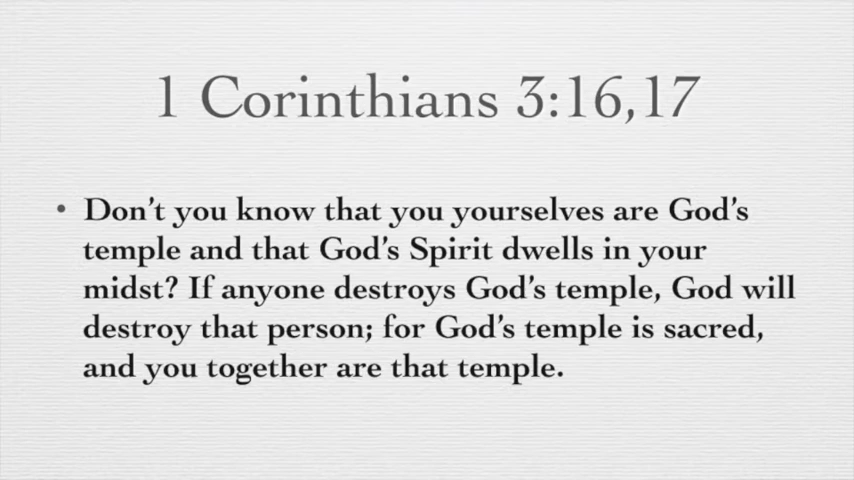 1 Corinthians 3:16,17
• Don’t you know that you yourselves are God’s
temple and that God’s Spirit dwells in your
midst? If anyone destroys God’s temple, God will
destroy that person; for God’s temple is sacred,
and you together are that temple.